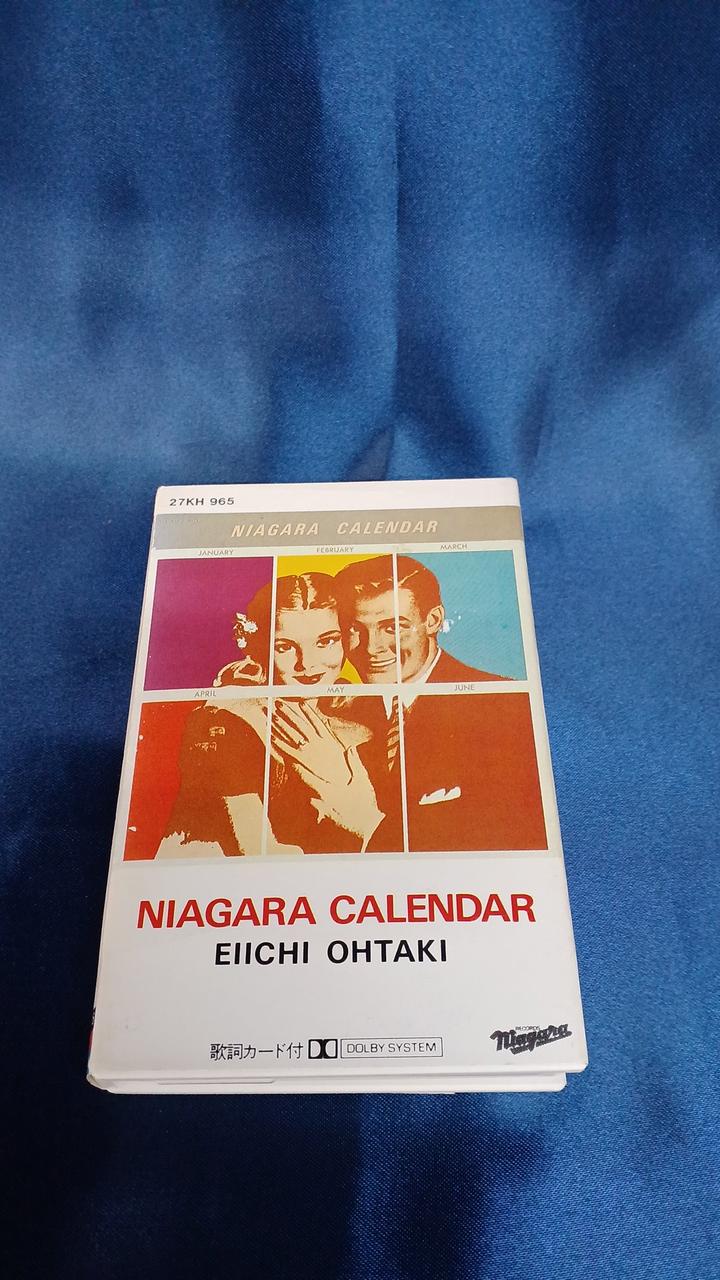 27KH 965
NIAGARA CALENDAR
JANUARY FEBRUARY MARCH
APRIL MAY JUNE
NIAGARA CALENDAR
EIICHI OHTAKI
歌詞カード付 DOLBY SYSTEM
RECORDS
Niagara